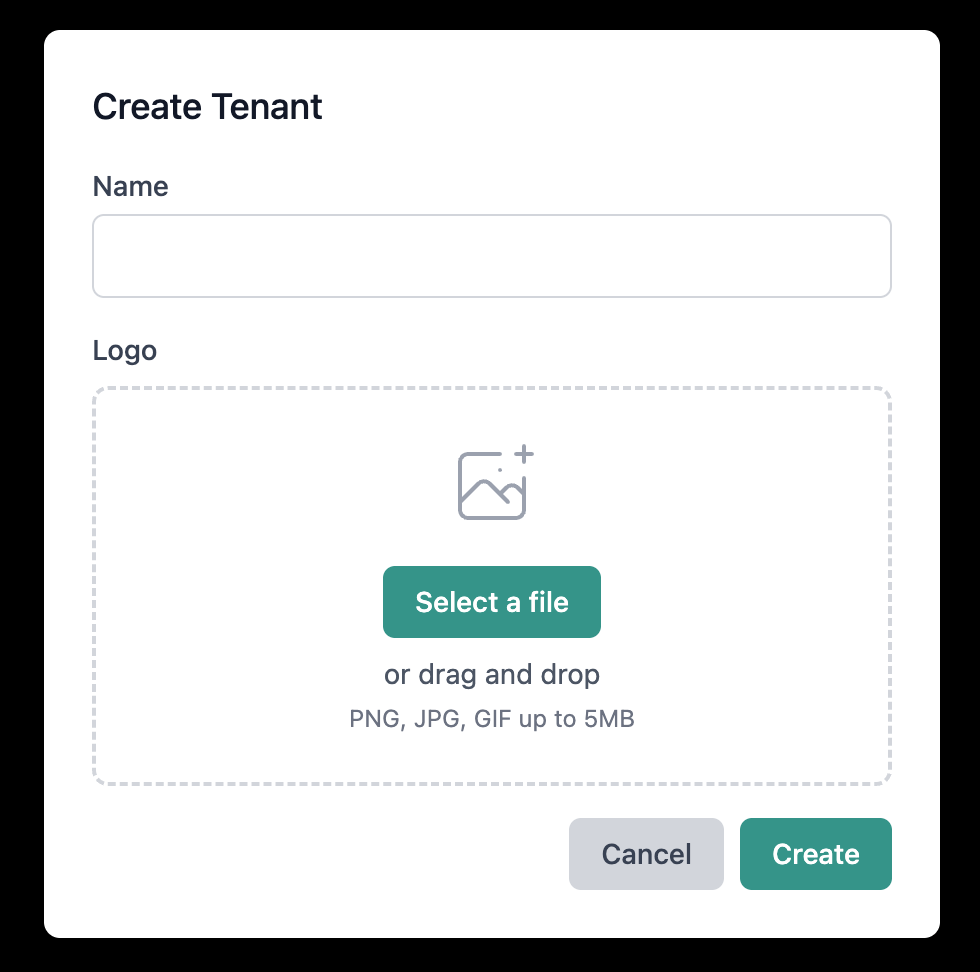 Create Tenant
Name
Logo
Select a file
or drag and drop
PNG, JPG, GIF up to 5MB
Cancel
Create